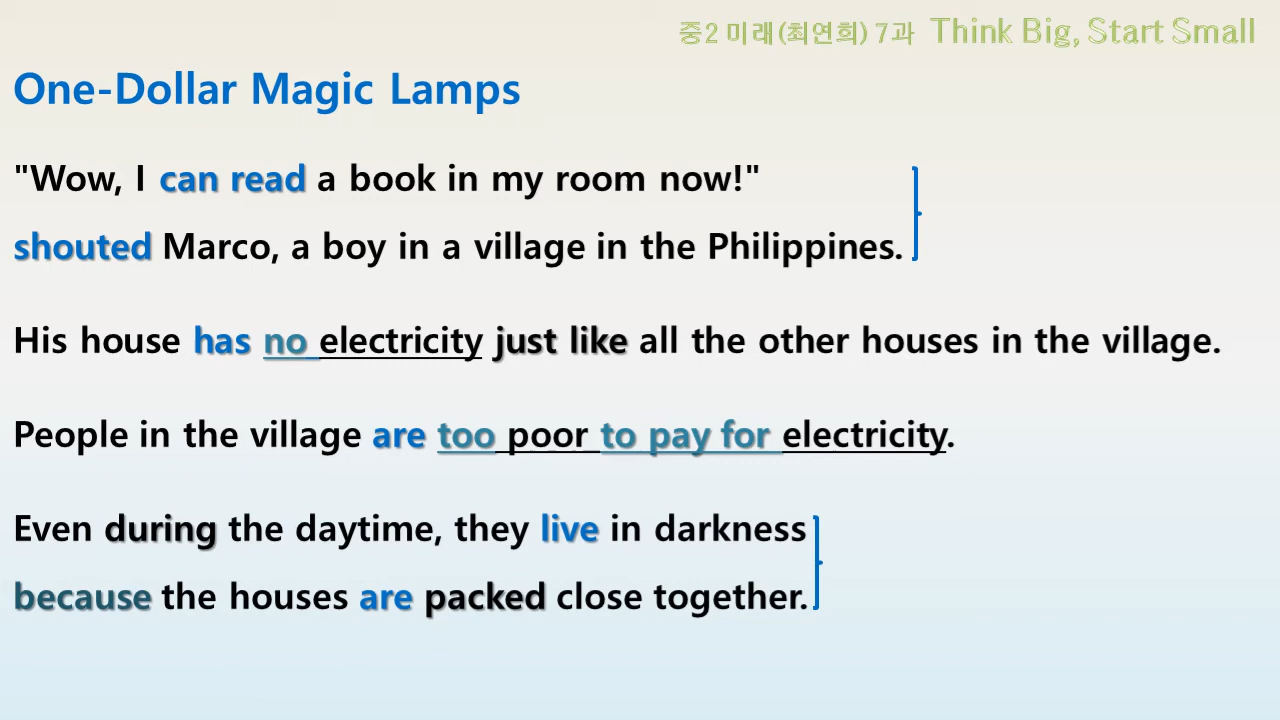 중2 미래(최연희) 7과 Think Big, Start Small
One-Dollar Magic Lamps
"Wow, I can read a book in my room now!"
shouted Marco, a boy in a village in the Philippines.
His house has no electricity just like all the other houses in the village.
People in the village are too poor to pay for electricity.
Even during the daytime, they live in darkness
because the houses are packed close together.